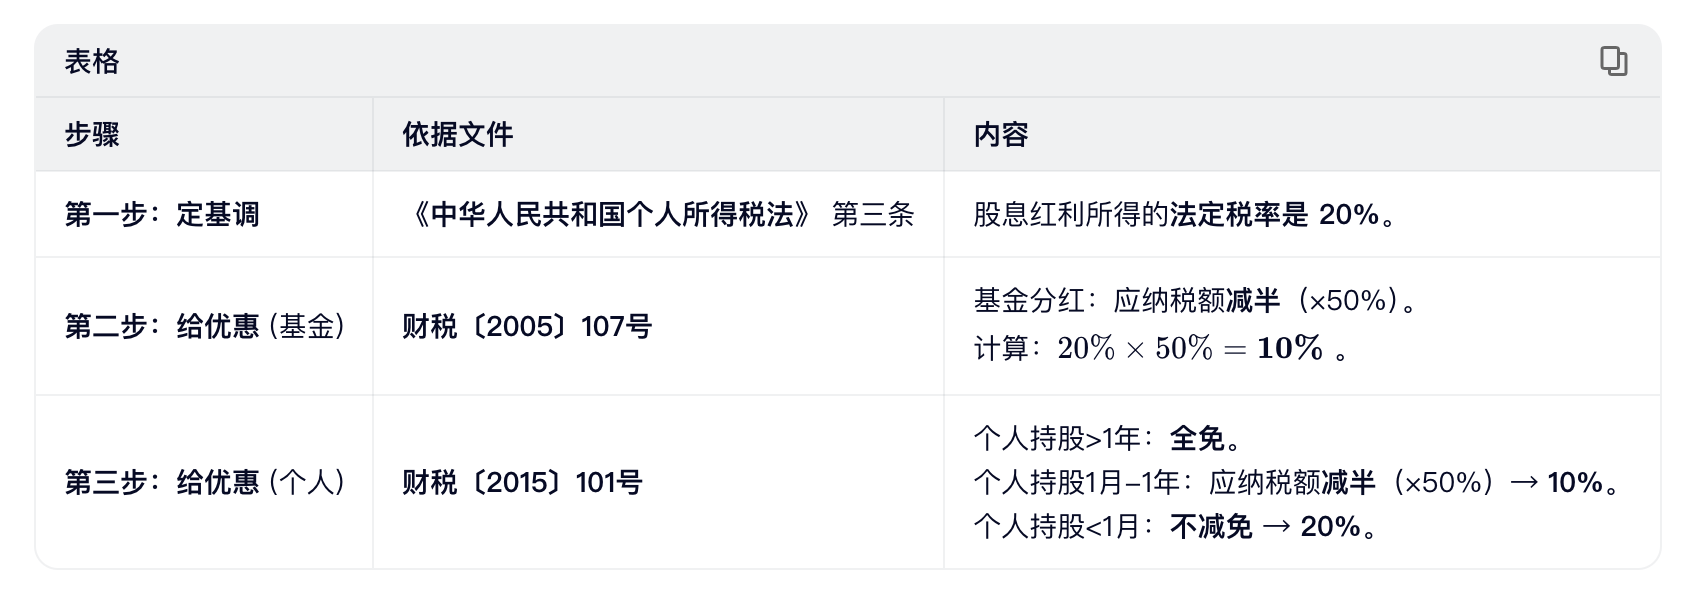 表格
步骤
依据文件
内容
第一步：定基调
《中华人民共和国个人所得税法》 第三条
股息红利所得的法定税率是 20%。
第二步：给优惠 (基金)
财税〔2005〕107号
基金分红：应纳税额减半（×50%）。
计算：20% × 50% = 10% 。
第三步：给优惠 (个人)
财税〔2015〕101号
个人持股>1年：全免。
个人持股1月–1年：应纳税额减半（×50%）→ 10%。
个人持股<1月：不减免 → 20%。